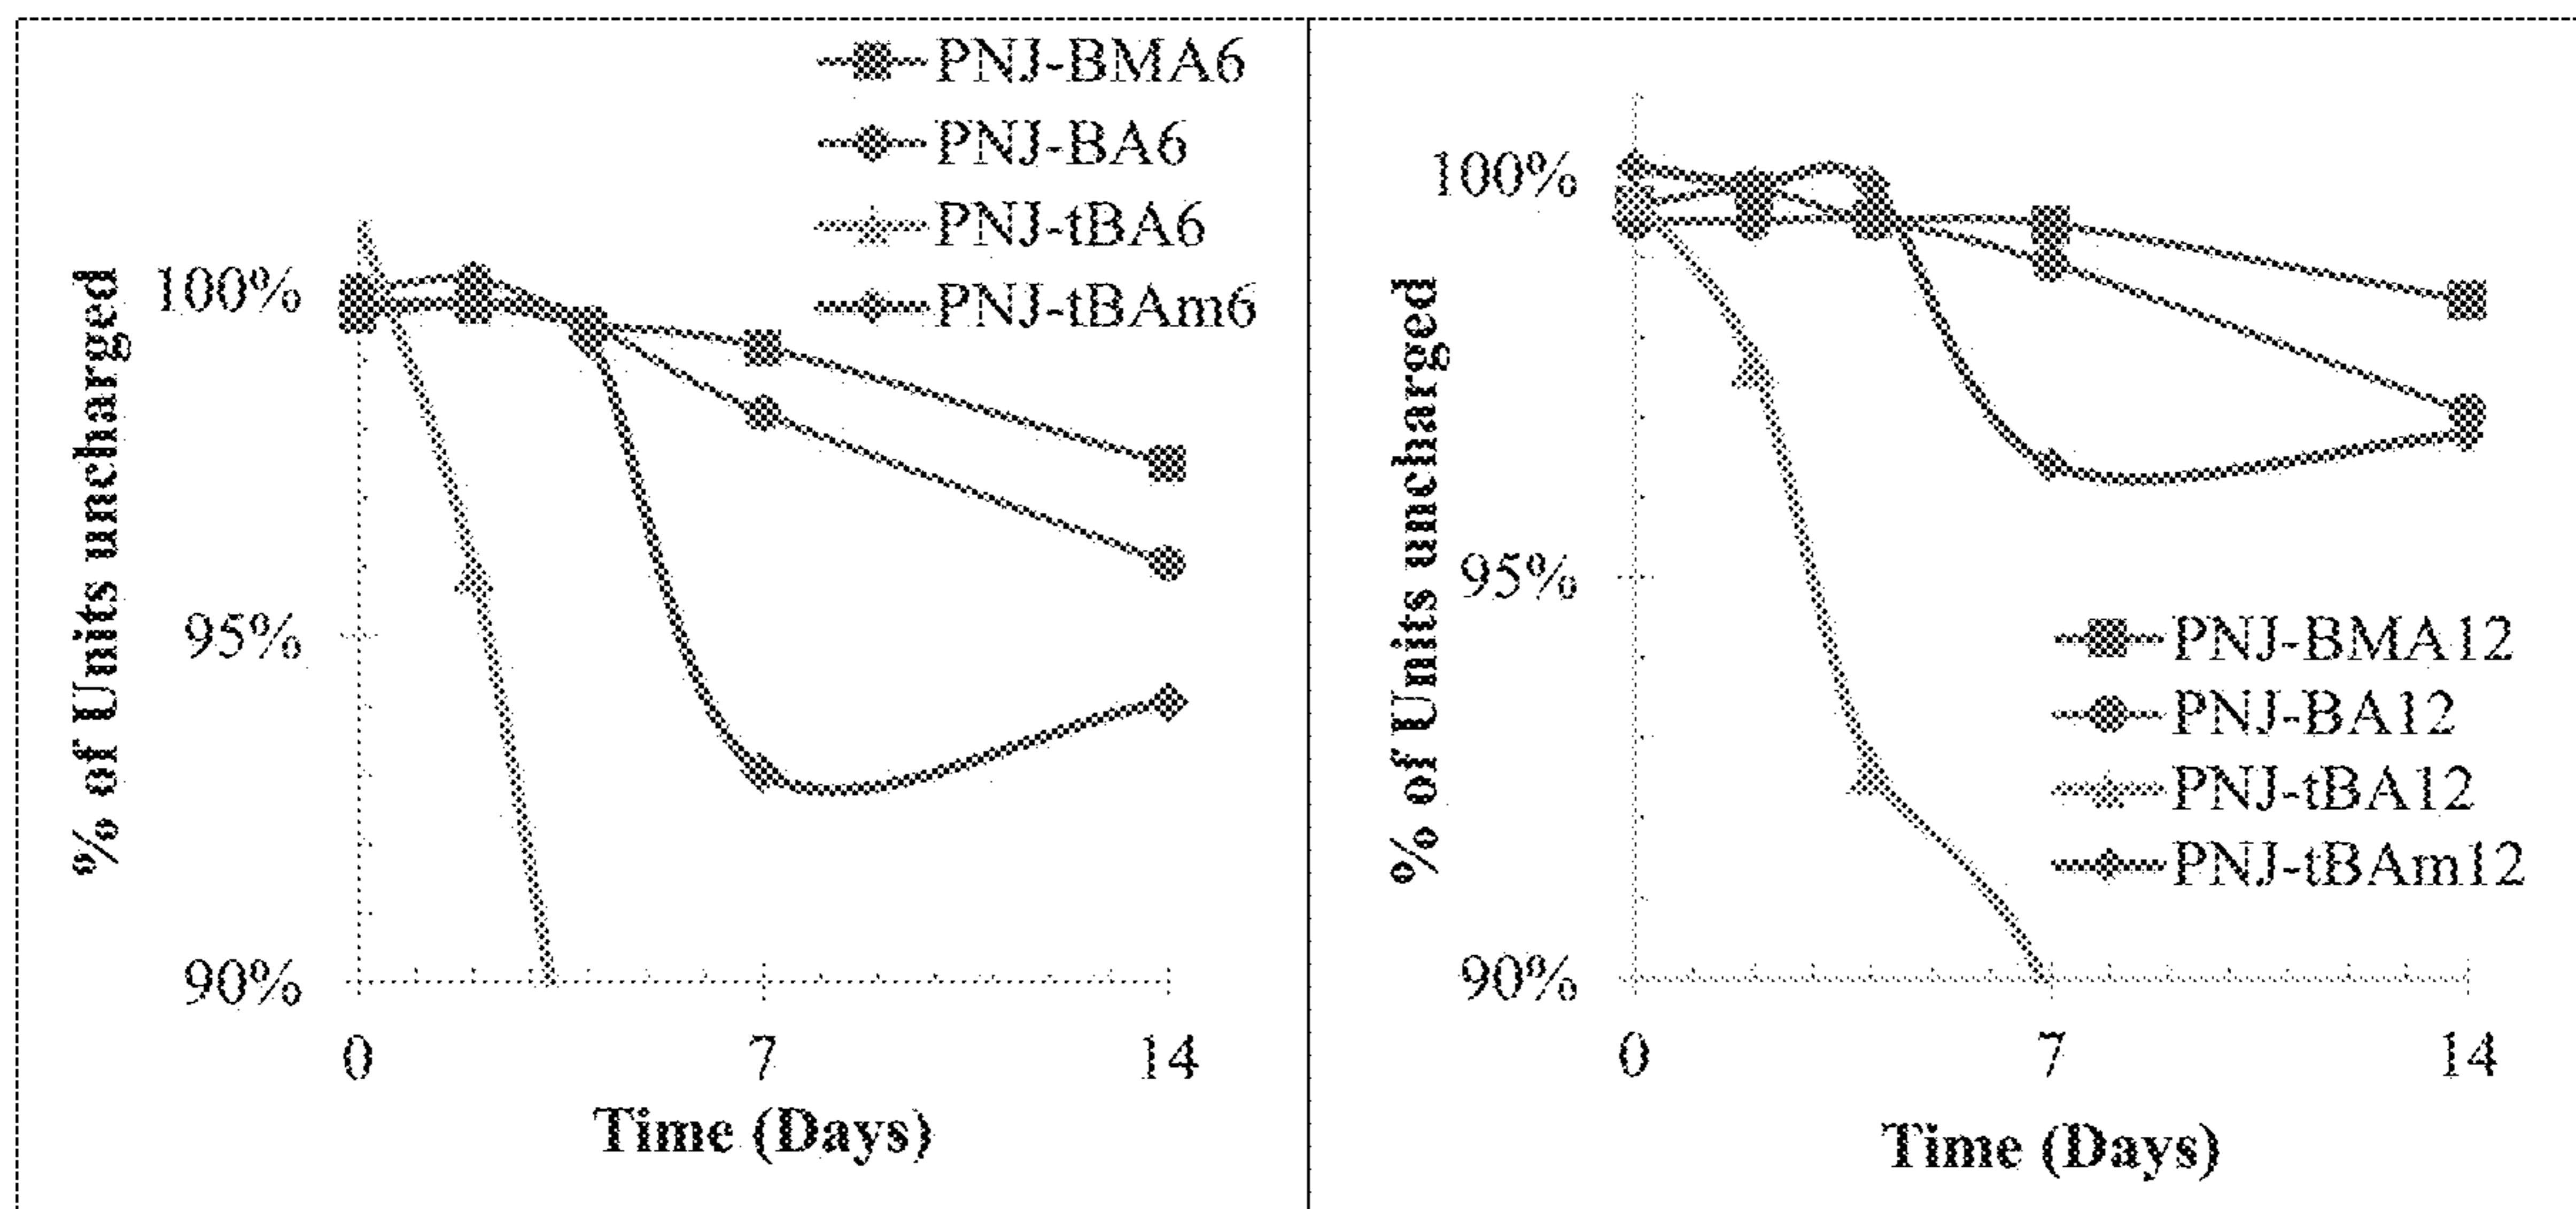 PNJ-BMA6
PNJ-BA6
PNJ-tBA6
PNJ-tBAm6
% of Units uncharged
100%
95%
90%
0 7 14
Time (Days)
% of Units uncharged
100%
95%
90%
PNJ-BMA12
PNJ-BA12
PNJ-tBA12
PNJ-tBAm12
0 7 14
Time (Days)